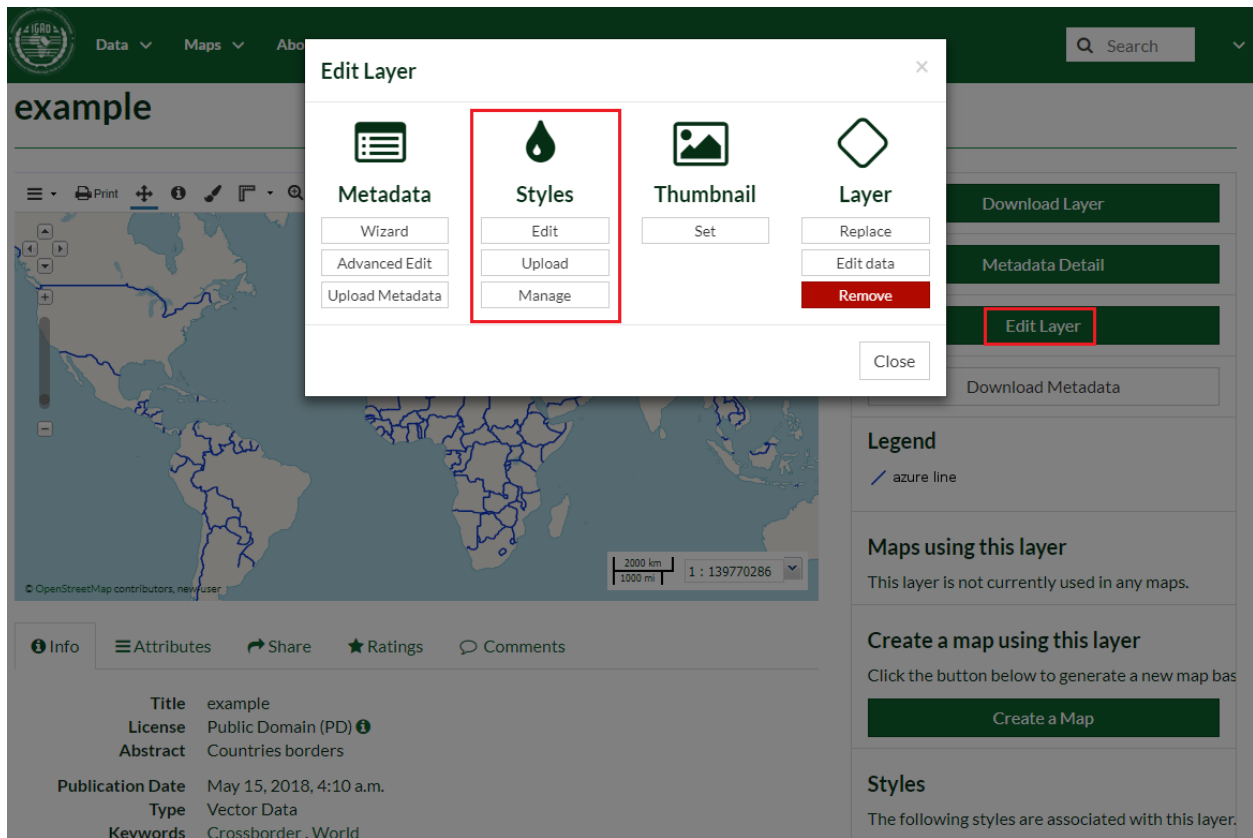 IGRO
Data
Maps
Abo
Search
example
Edit Layer
×
Metadata
Styles
Thumbnail
Layer
Wizard
Edit
Set
Replace
Advanced Edit
Upload
Edit data
Upload Metadata
Manage
Remove
Close
Print
Download Layer
Metadata Detail
Edit Layer
Download Metadata
2000 km
1000 mi
1 : 139770286
© OpenStreetMap contributors, new user
Legend
azure line
Maps using this layer
This layer is not currently used in any maps.
Create a map using this layer
Click the button below to generate a new map bas
Create a Map
Styles
The following styles are associated with this layer.
Info
Attributes
Share
Ratings
Comments
Title example
License Public Domain (PD)
Abstract Countries borders
Publication Date May 15, 2018, 4:10 a.m.
Type Vector Data
Keywords Crossborder , World